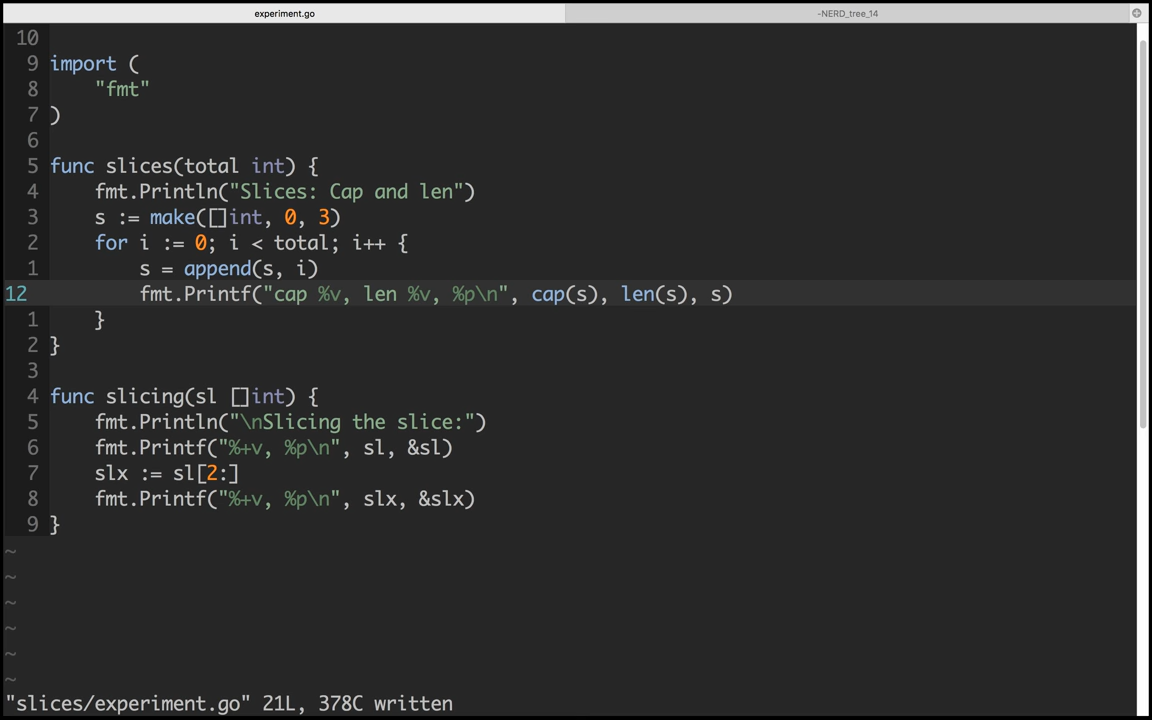 experiment.go
~NERD_tree_14
10
9 import (
8     "fmt"
7 )
6
5 func slices(total int) {
4     fmt.Println("Slices: Cap and len")
3     s := make([]int, 0, 3)
2     for i := 0; i < total; i++ {
1         s = append(s, i)
12         fmt.Printf("cap %v, len %v, %p\n", cap(s), len(s), s)
1     }
2 }
3
4 func slicing(sl []int) {
5     fmt.Println("\nSlicing the slice:")
6     fmt.Printf("%+v, %p\n", sl, &sl)
7     slx := sl[2:]
8     fmt.Printf("%+v, %p\n", slx, &slx)
9 }
~
~
~
~
~
~
"slices/experiment.go" 21L, 378C written